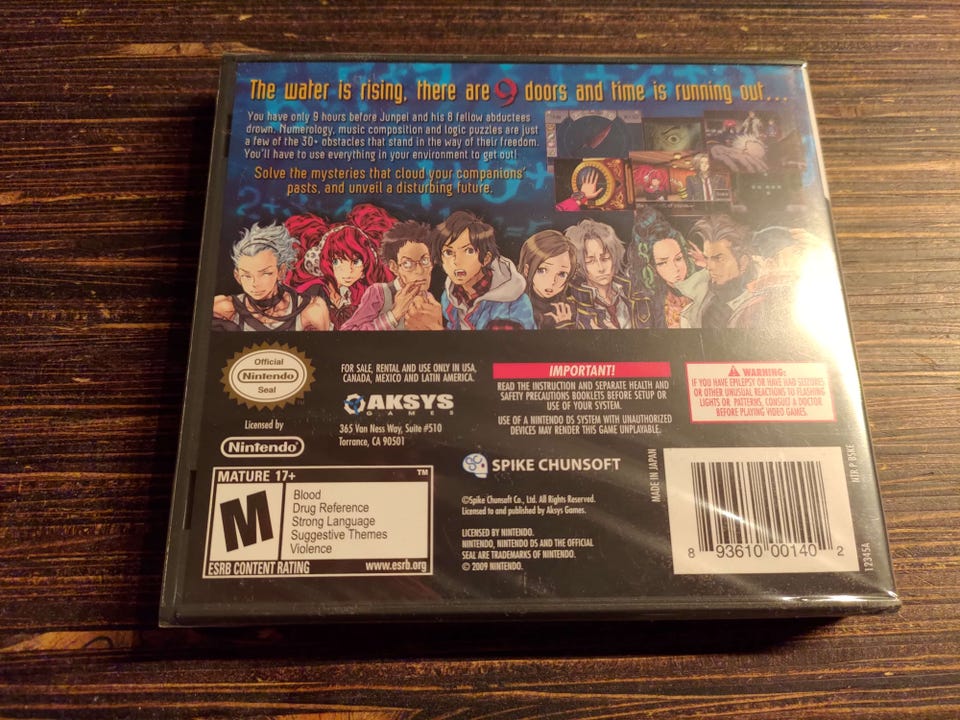 The water is rising, there are 9 doors and time is running out...
You have only 9 hours before Junpei and his 8 fellow abductees
drown. Numerology, music composition and logic puzzles are just
a few of the 30+ obstacles that stand in the way of their freedom.
You'll have to use everything in your environment to get out!
Solve the mysteries that cloud your companions'
pasts, and unveil a disturbing future.
Official
Nintendo
Seal
Licensed by
Nintendo
FOR SALE, RENTAL AND USE ONLY IN USA,
CANADA, MEXICO AND LATIN AMERICA.
AKSYS
GAMES
365 Van Ness Way, Suite #510
Torrance, CA 90501
IMPORTANT!
READ THE INSTRUCTION AND SEPARATE HEALTH AND
SAFETY PRECAUTIONS BOOKLETS BEFORE SETUP OR
USE OF YOUR SYSTEM.
USE OF A NINTENDO DS SYSTEM WITH UNAUTHORIZED
DEVICES MAY RENDER THIS GAME UNPLAYABLE.
WARNING:
IF YOU HAVE EPILEPSY OR HAVE HAD SEIZURES
OR OTHER UNUSUAL REACTIONS TO FLASHING
LIGHTS OR PATTERNS, CONSULT A DOCTOR
BEFORE PLAYING VIDEO GAMES.
MATURE 17+ ™
M
Blood
Drug Reference
Strong Language
Suggestive Themes
Violence
ESRB CONTENT RATING www.esrb.org
SPIKE CHUNSOFT
©Spike Chunsoft Co., Ltd. All Rights Reserved.
Licensed to and published by Aksys Games.
LICENSED BY NINTENDO.
NINTENDO, NINTENDO DS AND THE OFFICIAL
SEAL ARE TRADEMARKS OF NINTENDO.
© 2009 NINTENDO.
MADE IN JAPAN
8 93610 00140 2
NTR P BSKE
12345A